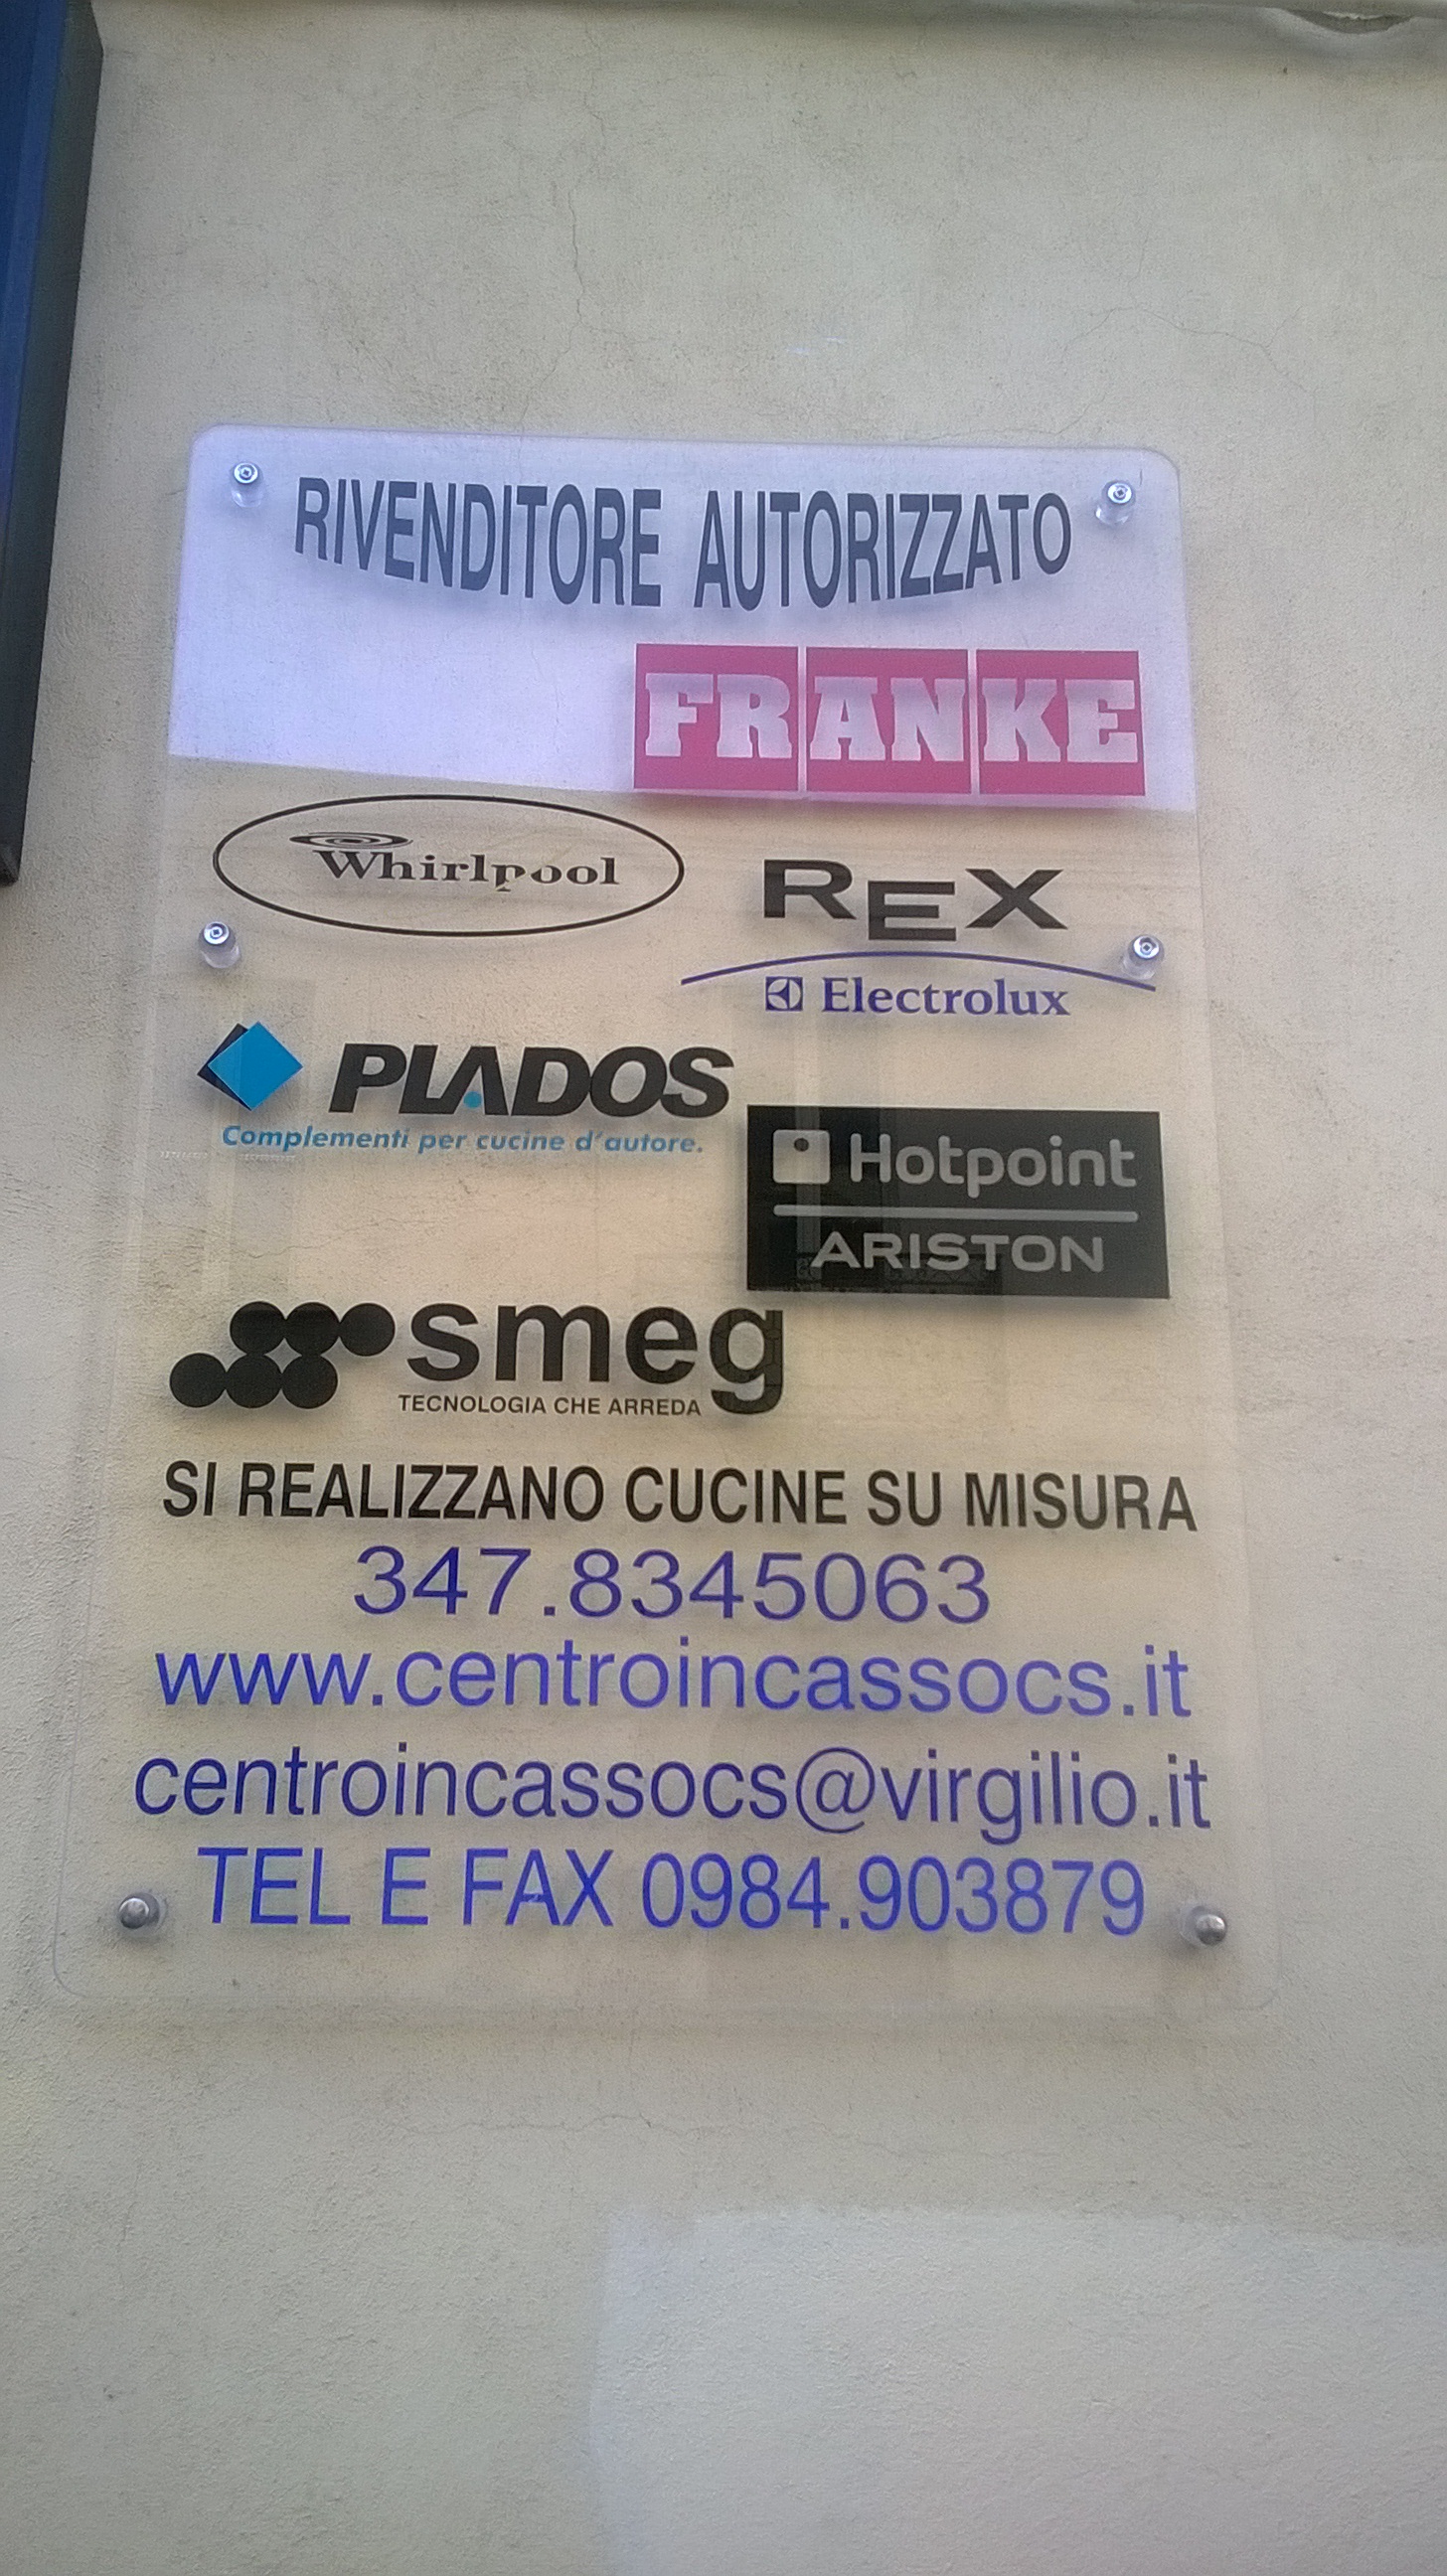 RIVENDITORE AUTORIZZATO
FRANKE
Whirlpool
REX
Electrolux
PLADOS
Complementi per cucine d'autore.
Hotpoint
ARISTON
smeg
TECNOLOGIA CHE ARREDA
SI REALIZZANO CUCINE SU MISURA
347.8345063
www.centroincassocs.it
centroincassocs@virgilio.it
TEL E FAX 0984.903879